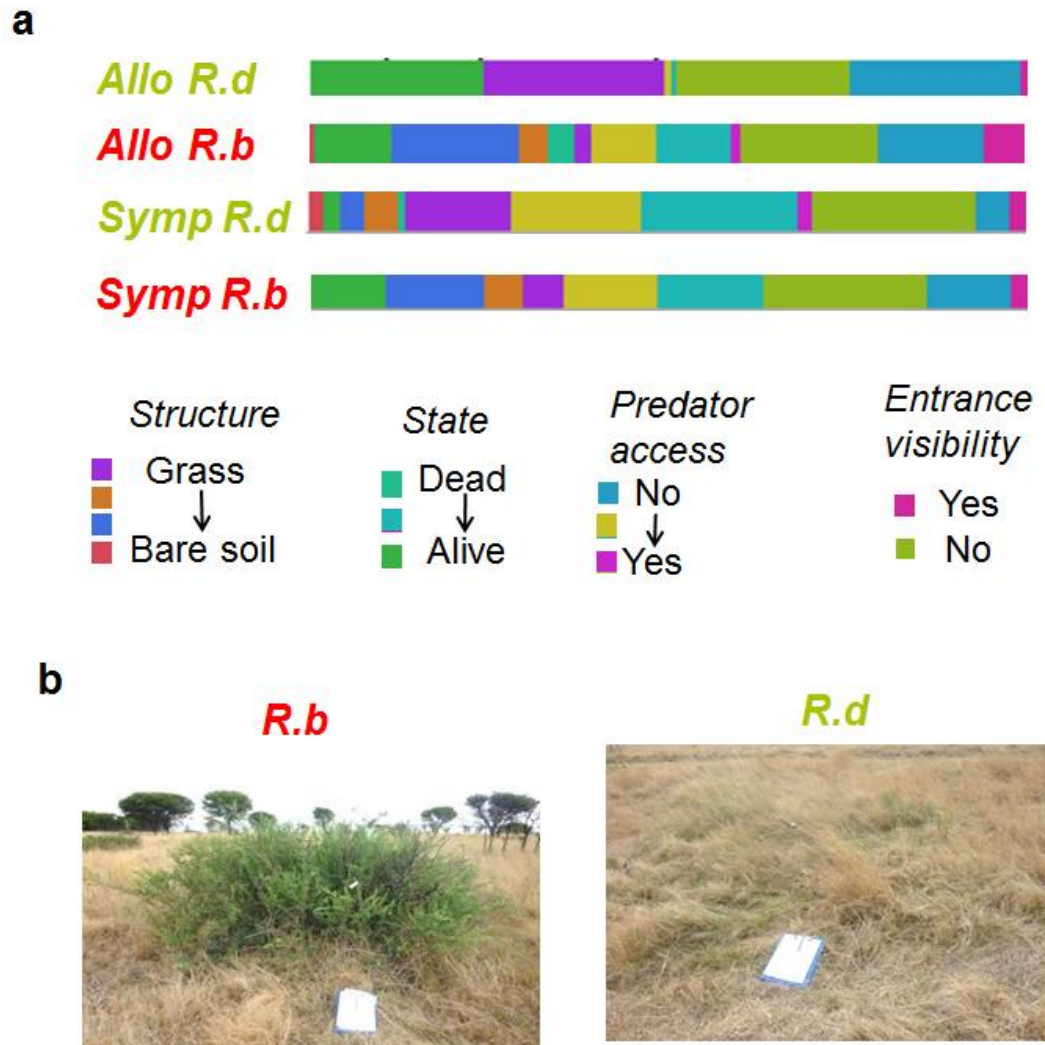 a
Allo R.d
Allo R.b
Symp R.d
Symp R.b
Structure
Grass
Bare soil
State
Dead
Alive
Predator
access
No
Yes
Entrance
visibility
Yes
No
b
R.b
R.d